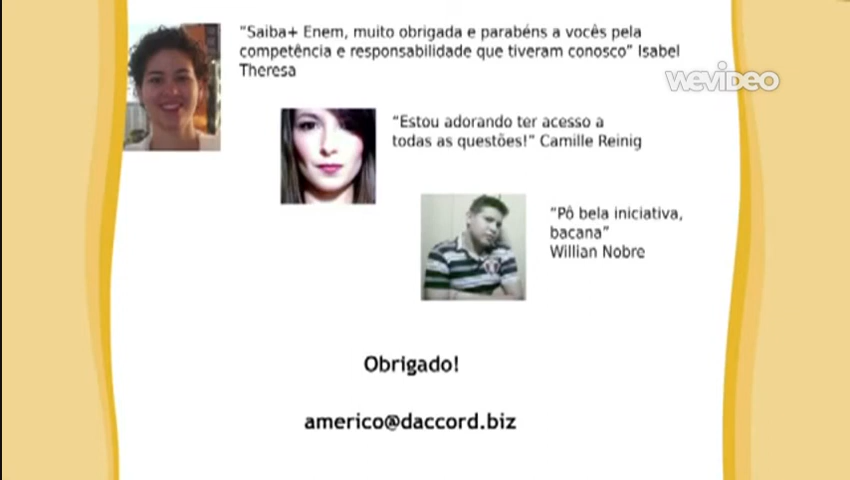 “Saiba+ Enem, muito obrigada e parabéns a vocês pela
competência e responsabilidade que tiveram conosco” Isabel
Theresa
WEVIDEO
“Estou adorando ter acesso a
todas as questões!” Camille Reinig
“Pô bela iniciativa,
bacana”
Willian Nobre
Obrigado!
americo@daccord.biz